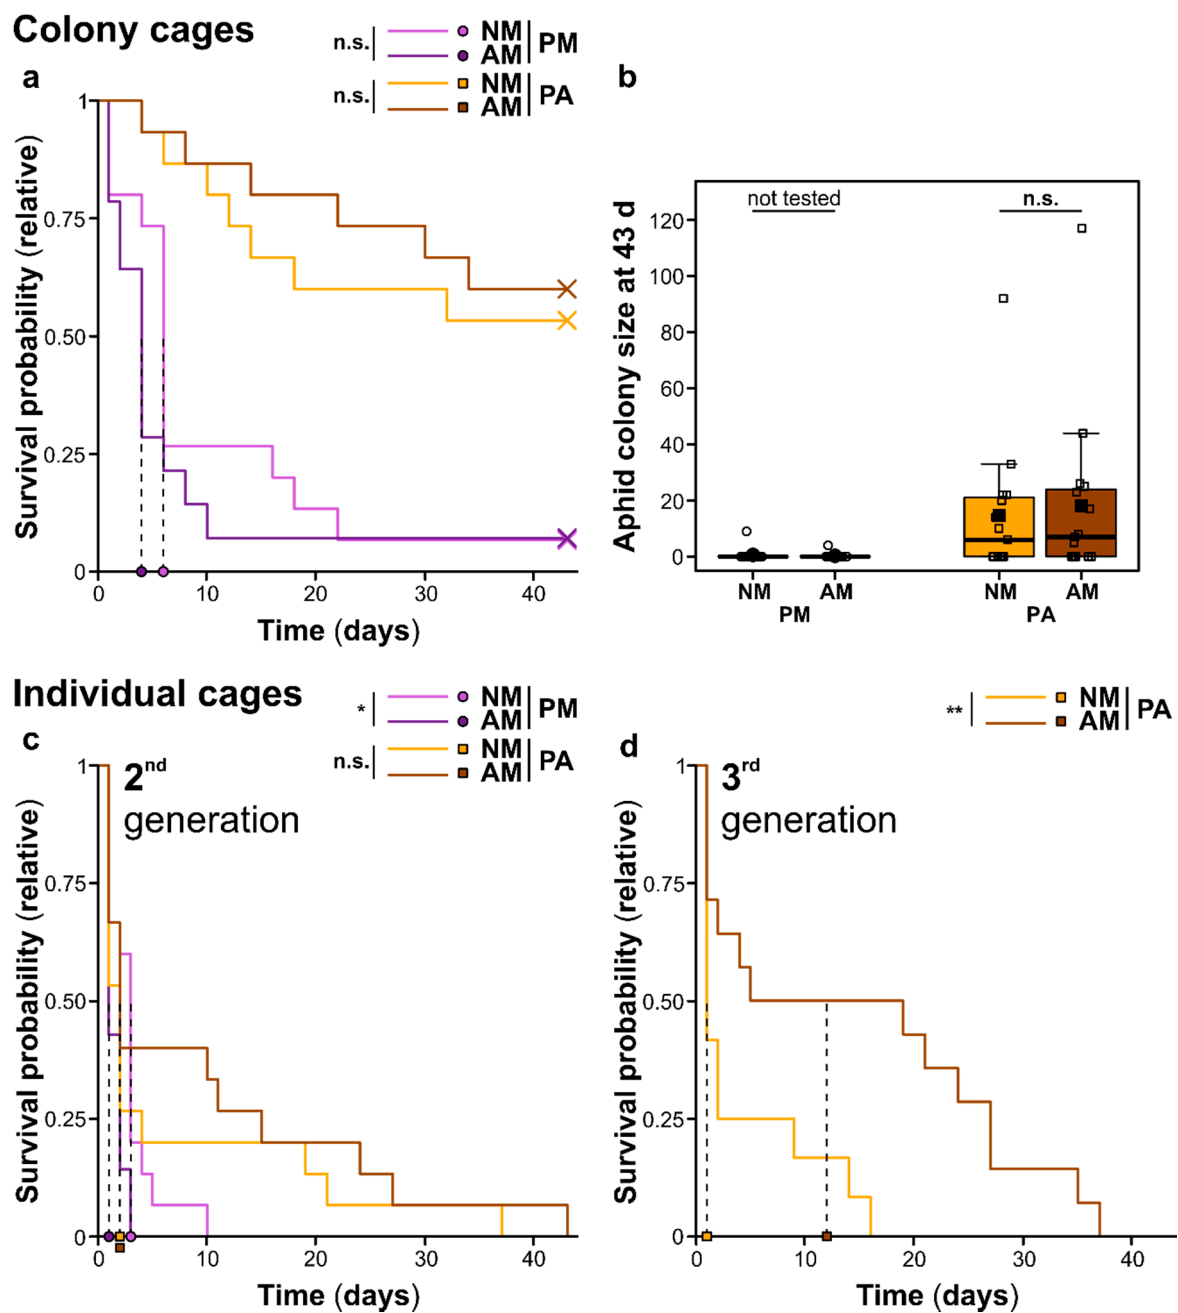 Colony cages
n.s. NM PM
AM
n.s. NM PA
AM
a
Survival probability (relative)
1
0.75
0.50
0.25
0
0 10 20 30 40
Time (days)
b
Aphid colony size at 43 d
not tested n.s.
120
100
80
60
40
20
0
NM AM NM AM
PM PA
Individual cages
* NM PM
AM
n.s. NM PA
AM
c
2nd
generation
Survival probability (relative)
1
0.75
0.50
0.25
0
0 10 20 30 40
Time (days)
** NM PA
AM
d
3rd
generation
Survival probability (relative)
1
0.75
0.50
0.25
0
0 10 20 30 40
Time (days)